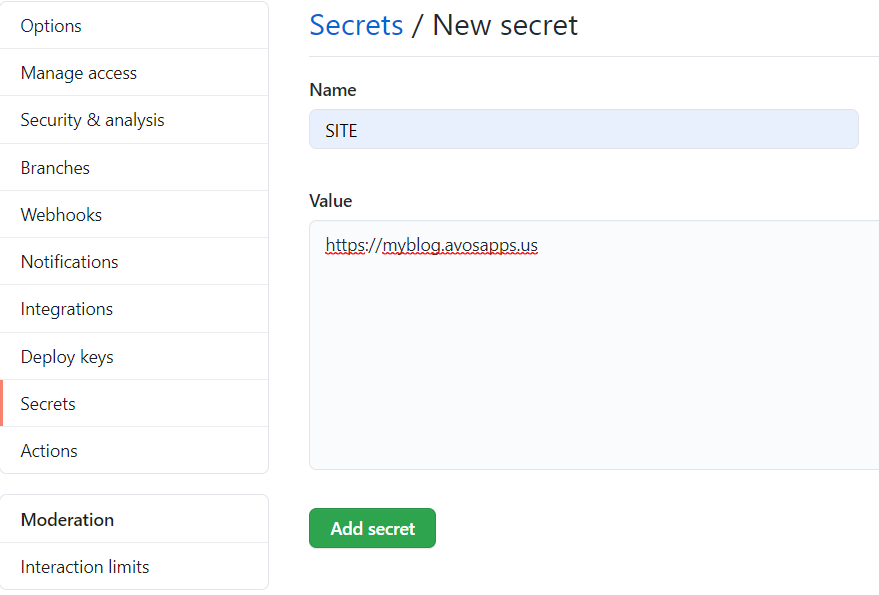 Options
Manage access
Security & analysis
Branches
Webhooks
Notifications
Integrations
Deploy keys
Secrets
Actions
Moderation
Interaction limits
Secrets / New secret
Name
SITE
Value
https://myblog.avosapps.us
Add secret